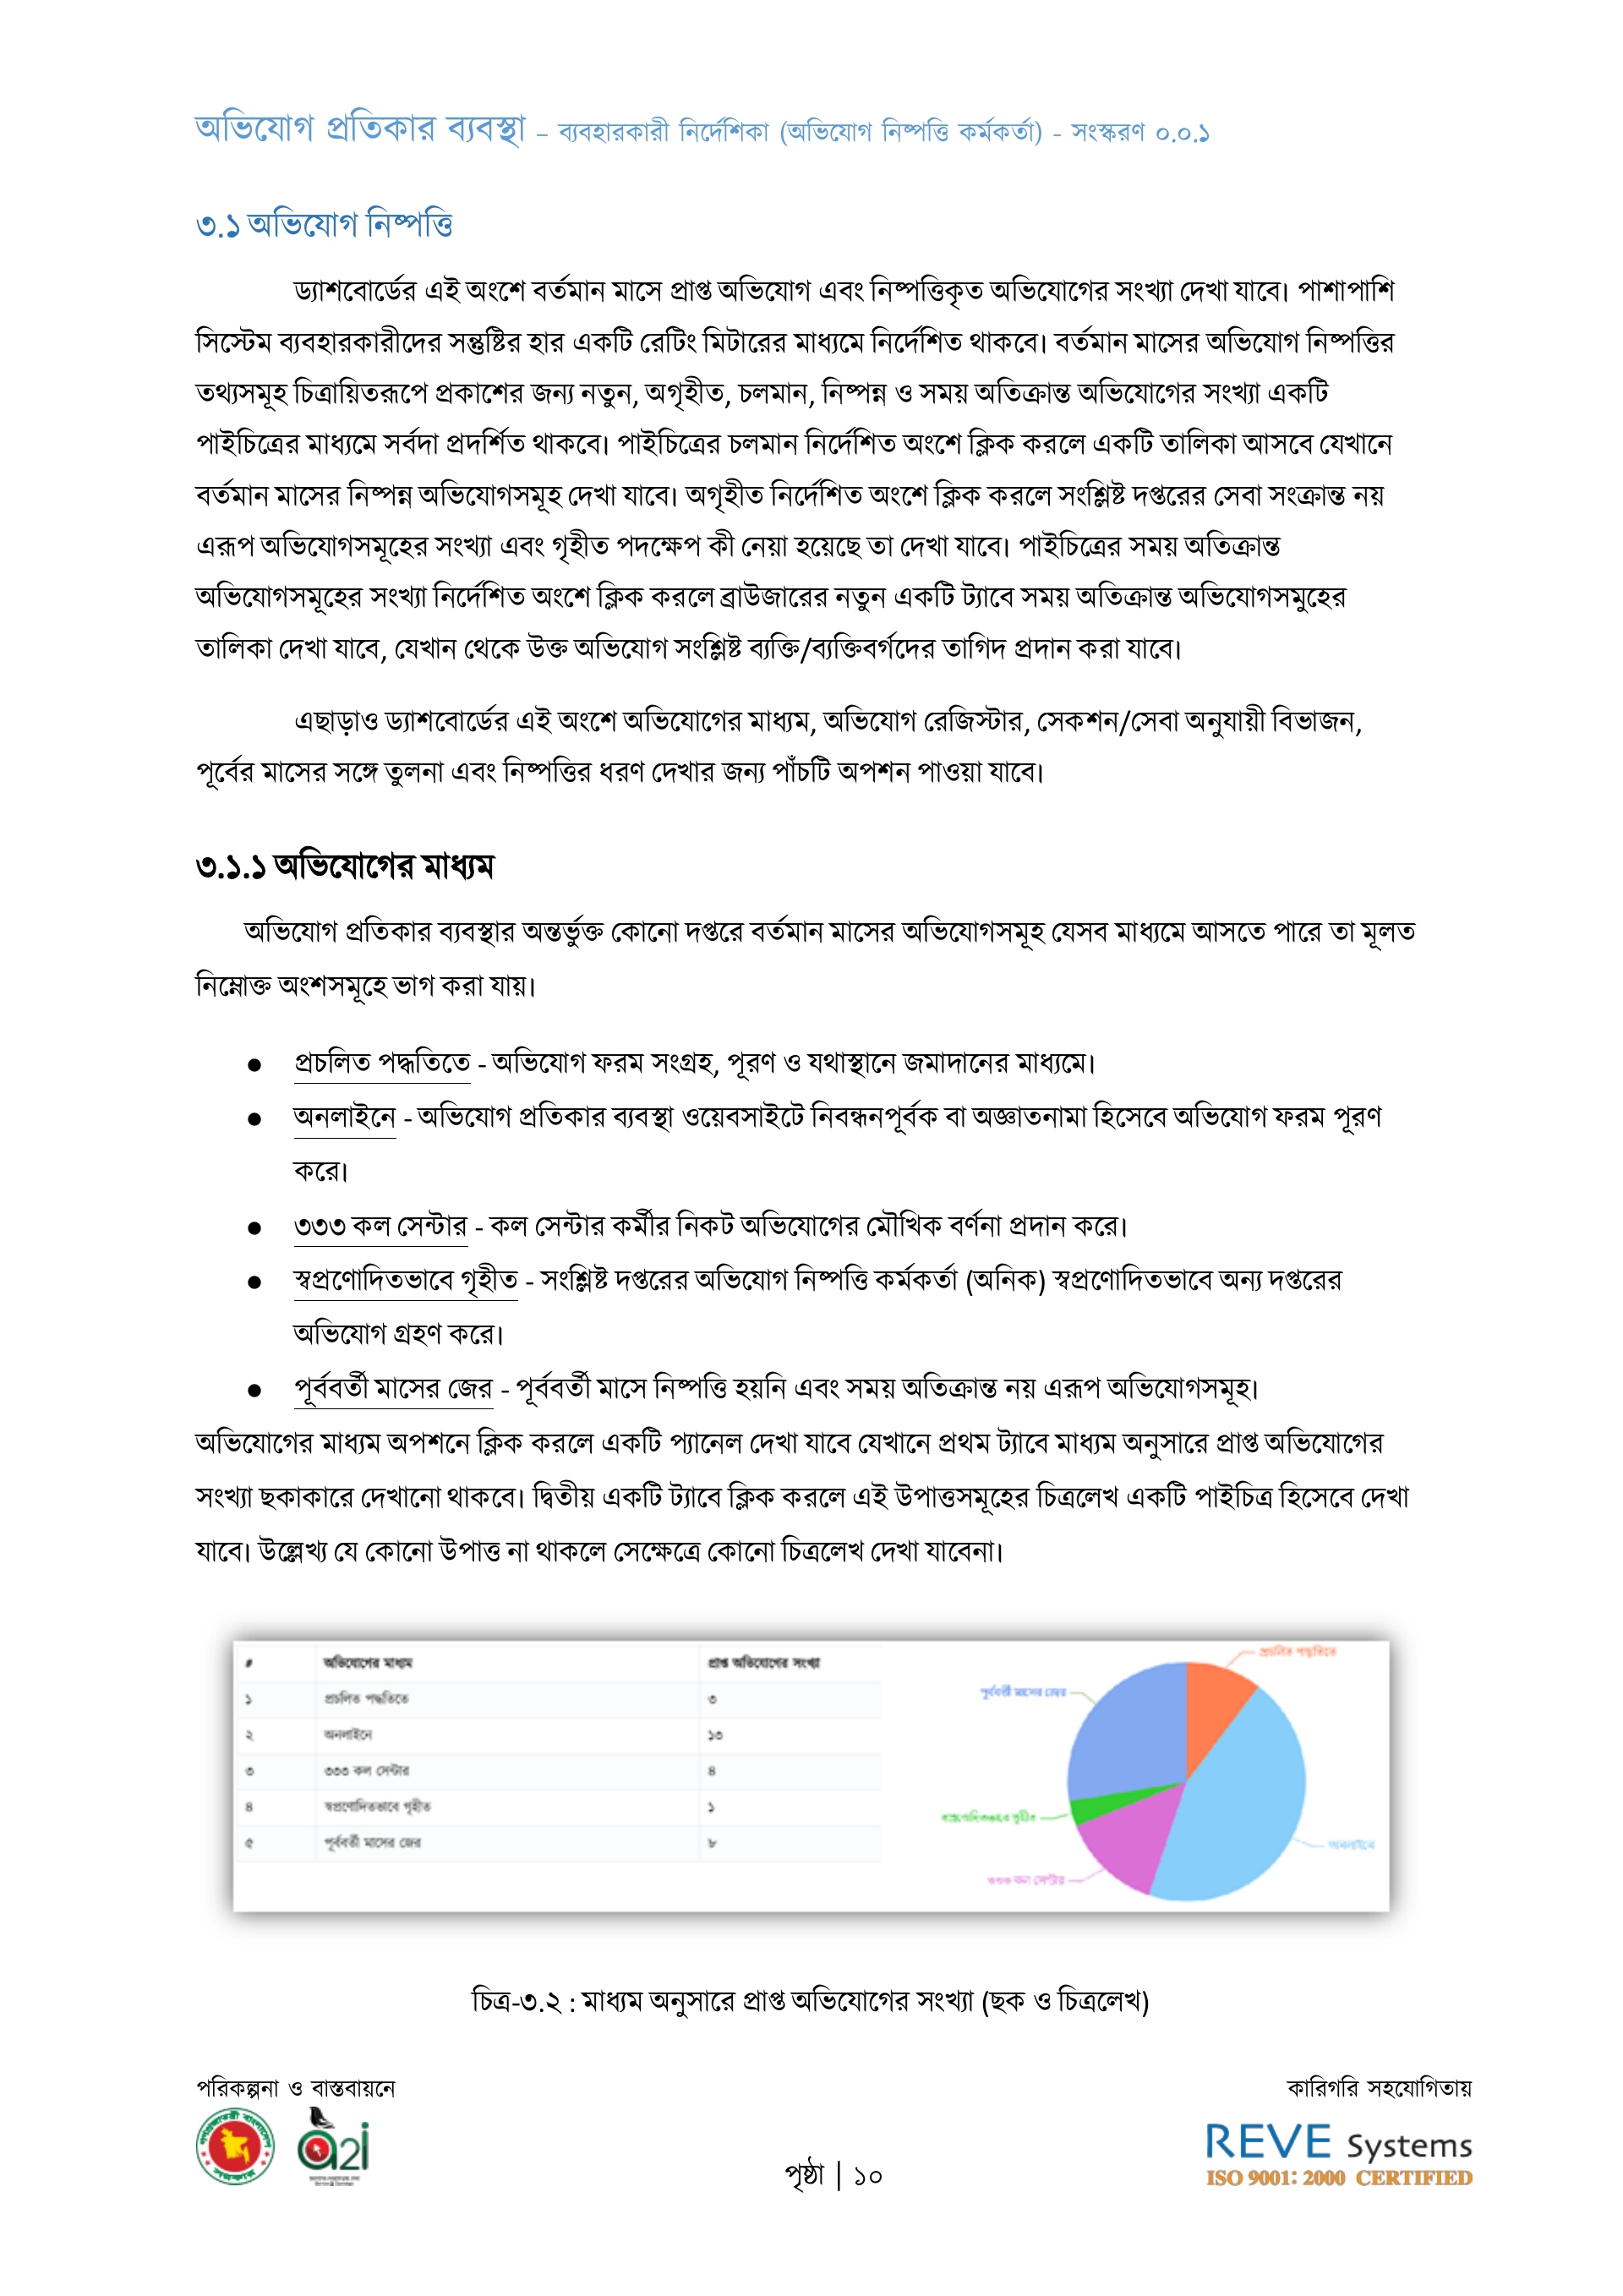 অভিযোগ প্রতিকার ব্যবস্থা – ব্যবহারকারী নির্দেশিকা (অভিযোগ নিষ্পত্তি কর্মকর্তা) - সংস্করণ ০.০.১
৩.১ অভিযোগ নিষ্পত্তি
ড্যাশবোর্ডের এই অংশে বর্তমান মাসে প্রাপ্ত অভিযোগ এবং নিষ্পত্তিকৃত অভিযোগের সংখ্যা দেখা যাবে। পাশাপাশি
সিস্টেম ব্যবহারকারীদের সন্তুষ্টির হার একটি রেটিং মিটারের মাধ্যমে নির্দেশিত থাকবে। বর্তমান মাসের অভিযোগ নিষ্পত্তির
তথ্যসমূহ চিত্রায়িতরূপে প্রকাশের জন্য নতুন, অগৃহীত, চলমান, নিষ্পন্ন ও সময় অতিক্রান্ত অভিযোগের সংখ্যা একটি
পাইচিত্রের মাধ্যমে সর্বদা প্রদর্শিত থাকবে। পাইচিত্রের চলমান নির্দেশিত অংশে ক্লিক করলে একটি তালিকা আসবে যেখানে
বর্তমান মাসের নিষ্পন্ন অভিযোগসমূহ দেখা যাবে। অগৃহীত নির্দেশিত অংশে ক্লিক করলে সংশ্লিষ্ট দপ্তরের সেবা সংক্রান্ত নয়
এরূপ অভিযোগসমূহের সংখ্যা এবং গৃহীত পদক্ষেপ কী নেয়া হয়েছে তা দেখা যাবে। পাইচিত্রের সময় অতিক্রান্ত
অভিযোগসমূহের সংখ্যা নির্দেশিত অংশে ক্লিক করলে ব্রাউজারের নতুন একটি ট্যাবে সময় অতিক্রান্ত অভিযোগসমুহের
তালিকা দেখা যাবে, যেখান থেকে উক্ত অভিযোগ সংশ্লিষ্ট ব্যক্তি/ব্যক্তিবর্গদের তাগিদ প্রদান করা যাবে।
এছাড়াও ড্যাশবোর্ডের এই অংশে অভিযোগের মাধ্যম, অভিযোগ রেজিস্টার, সেকশন/সেবা অনুযায়ী বিভাজন,
পূর্বের মাসের সঙ্গে তুলনা এবং নিষ্পত্তির ধরণ দেখার জন্য পাঁচটি অপশন পাওয়া যাবে।
৩.১.১ অভিযোগের মাধ্যম
অভিযোগ প্রতিকার ব্যবস্থার অন্তর্ভুক্ত কোনো দপ্তরে বর্তমান মাসের অভিযোগসমূহ যেসব মাধ্যমে আসতে পারে তা মূলত
নিম্নোক্ত অংশসমূহে ভাগ করা যায়।
● প্রচলিত পদ্ধতিতে - অভিযোগ ফরম সংগ্রহ, পূরণ ও যথাস্থানে জমাদানের মাধ্যমে।
● অনলাইনে - অভিযোগ প্রতিকার ব্যবস্থা ওয়েবসাইটে নিবন্ধনপূর্বক বা অজ্ঞাতনামা হিসেবে অভিযোগ ফরম পূরণ
করে।
● ৩৩৩ কল সেন্টার - কল সেন্টার কর্মীর নিকট অভিযোগের মৌখিক বর্ণনা প্রদান করে।
● স্বপ্রণোদিতভাবে গৃহীত - সংশ্লিষ্ট দপ্তরের অভিযোগ নিষ্পত্তি কর্মকর্তা (অনিক) স্বপ্রণোদিতভাবে অন্য দপ্তরের
অভিযোগ গ্রহণ করে।
● পূর্ববর্তী মাসের জের - পূর্ববর্তী মাসে নিষ্পত্তি হয়নি এবং সময় অতিক্রান্ত নয় এরূপ অভিযোগসমূহ।
অভিযোগের মাধ্যম অপশনে ক্লিক করলে একটি প্যানেল দেখা যাবে যেখানে প্রথম ট্যাবে মাধ্যম অনুসারে প্রাপ্ত অভিযোগের
সংখ্যা ছকাকারে দেখানো থাকবে। দ্বিতীয় একটি ট্যাবে ক্লিক করলে এই উপাত্তসমূহের চিত্রলেখ একটি পাইচিত্র হিসেবে দেখা
যাবে। উল্লেখ্য যে কোনো উপাত্ত না থাকলে সেক্ষেত্রে কোনো চিত্রলেখ দেখা যাবেনা।
# অভিযোগের মাধ্যম প্রাপ্ত অভিযোগের সংখ্যা
১ প্রচলিত পদ্ধতিতে ৩
২ অনলাইনে ১৩
৩ ৩৩৩ কল সেন্টার ৪
৪ স্বপ্রণোদিতভাবে গৃহীত ১
৫ পূর্ববর্তী মাসের জের ৮
প্রচলিত পদ্ধতিতে
পূর্ববর্তী মাসের জের
স্বপ্রণোদিতভাবে গৃহীত
অনলাইনে
৩৩৩ কল সেন্টার
চিত্র-৩.২ : মাধ্যম অনুসারে প্রাপ্ত অভিযোগের সংখ্যা (ছক ও চিত্রলেখ)
পরিকল্পনা ও বাস্তবায়নে
কারিগরি সহযোগিতায়
a2i
REVE Systems
ISO 9001: 2000 CERTIFIED
পৃষ্ঠা | ১০